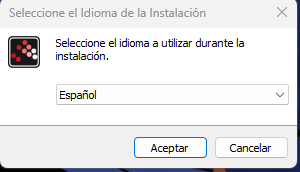 Seleccione el Idioma de la Instalación
Seleccione el idioma a utilizar durante la
instalación.
Español
Aceptar
Cancelar